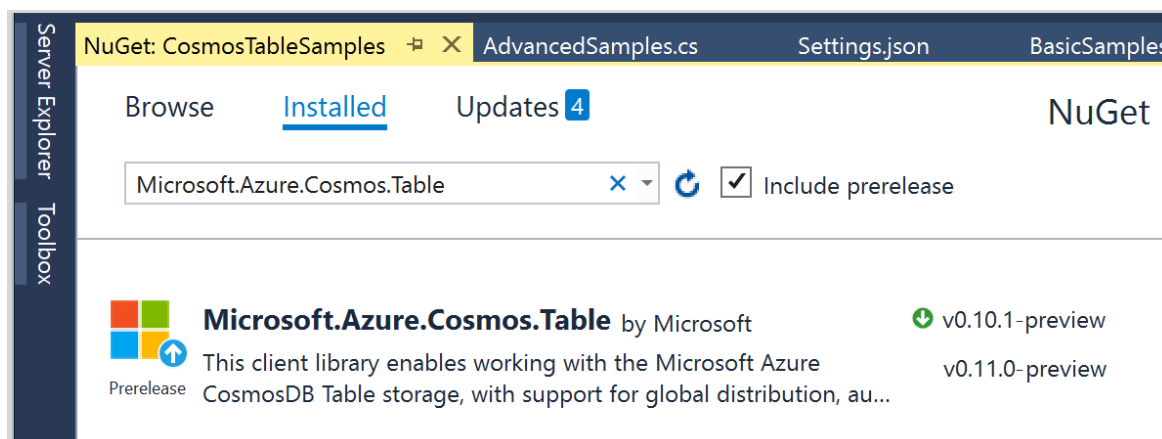 Server Explorer
Toolbox
NuGet: CosmosTableSamples
AdvancedSamples.cs
Settings.json
BasicSamples
Browse
Installed
Updates 4
NuGet
Microsoft.Azure.Cosmos.Table
Include prerelease
Microsoft.Azure.Cosmos.Table by Microsoft
v0.10.1-preview
This client library enables working with the Microsoft Azure
v0.11.0-preview
Prerelease
CosmosDB Table storage, with support for global distribution, au...